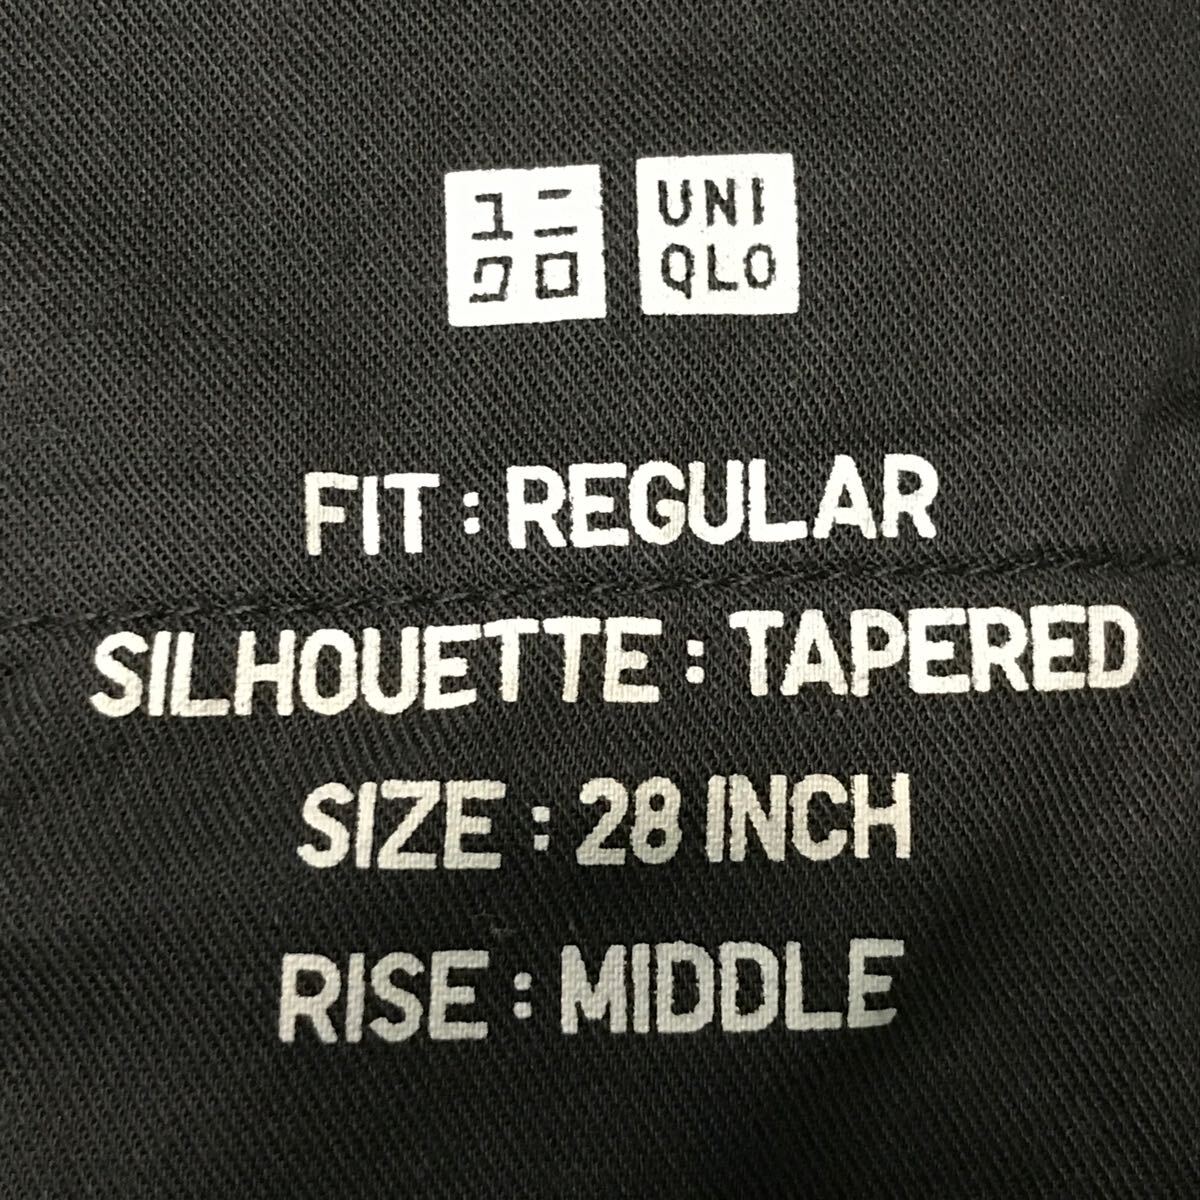 ユニ UNI
クロ QLO
FIT : REGULAR
SILHOUETTE : TAPERED
SIZE : 28 INCH
RISE : MIDDLE